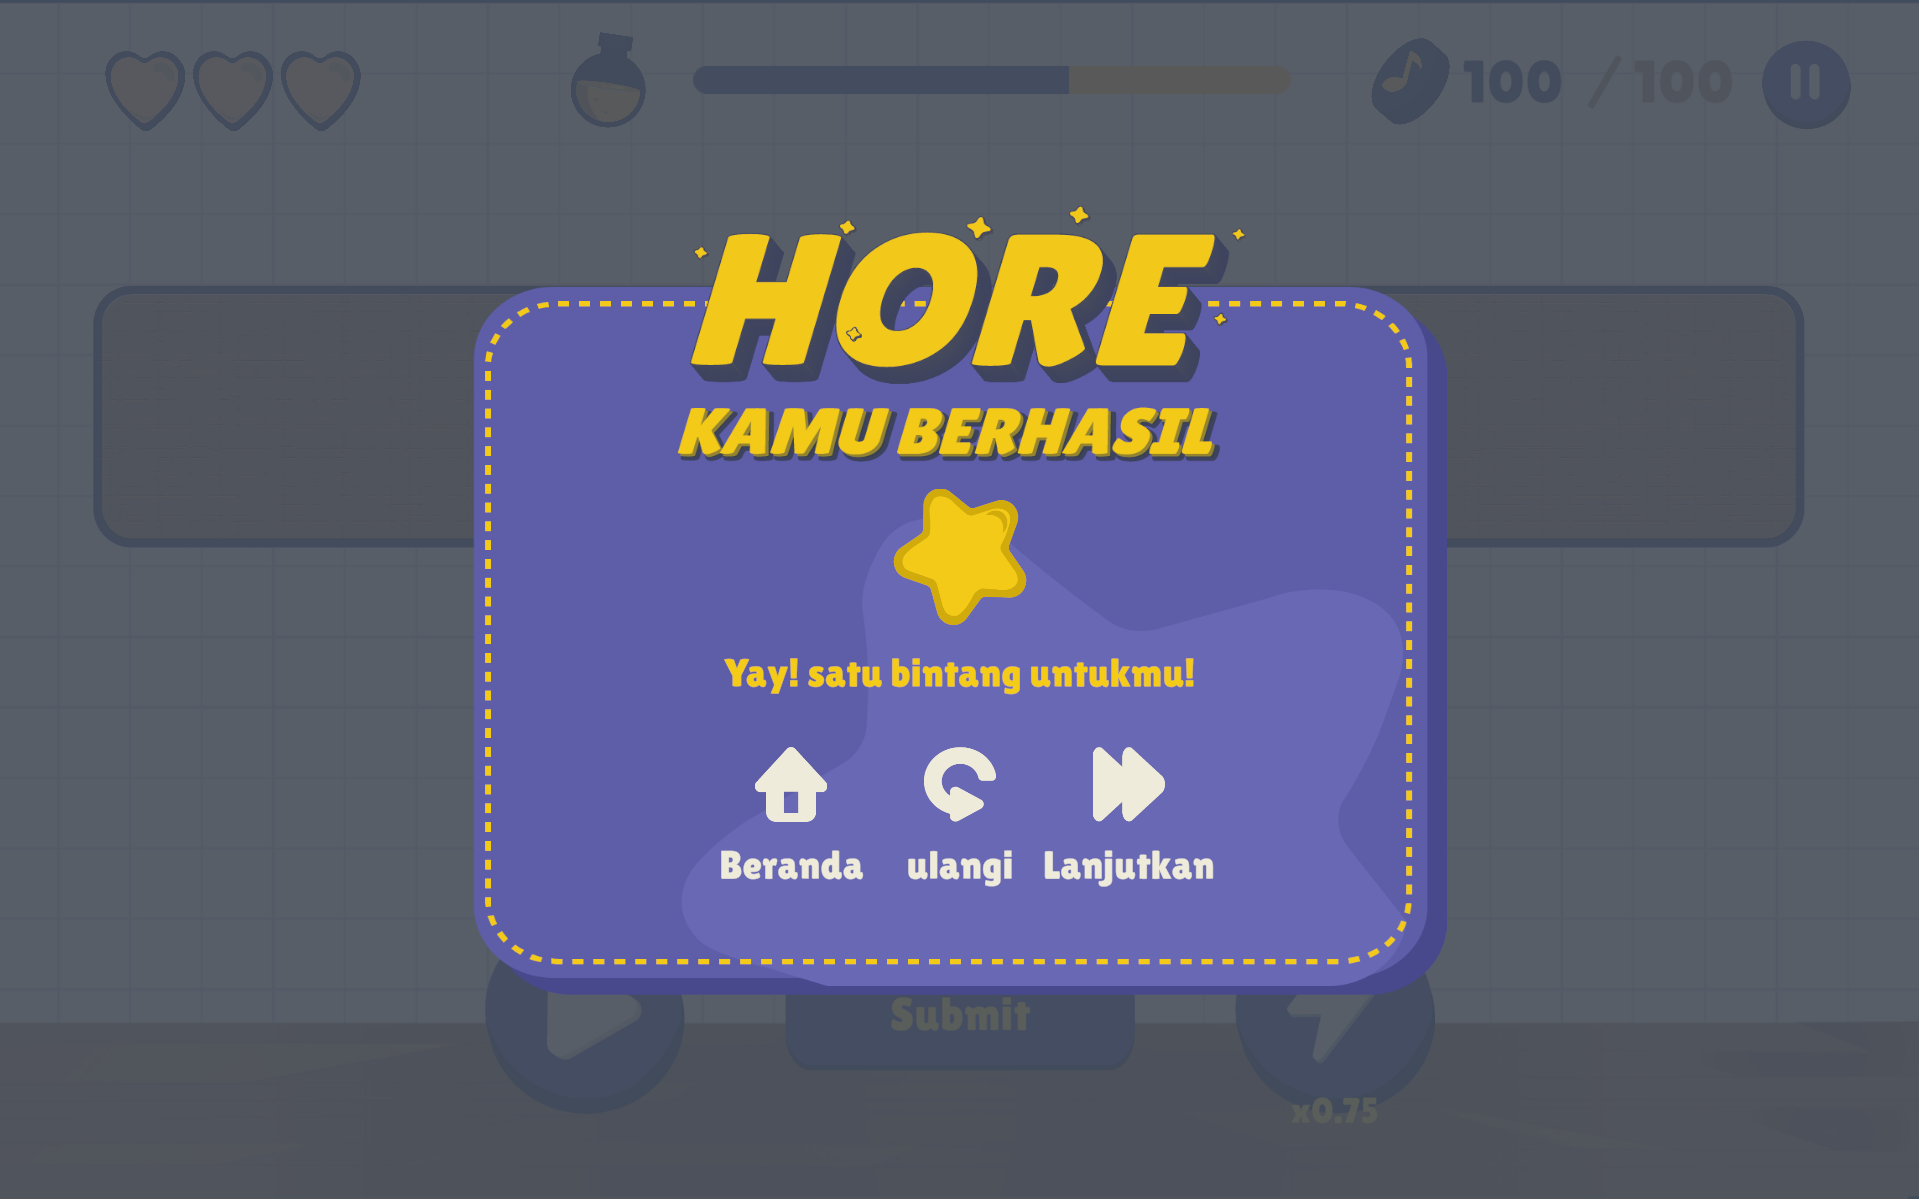 100 / 100
HORE
KAMU BERHASIL
Yay! satu bintang untukmu!
Beranda
ulangi
Lanjutkan
Submit
x0.75